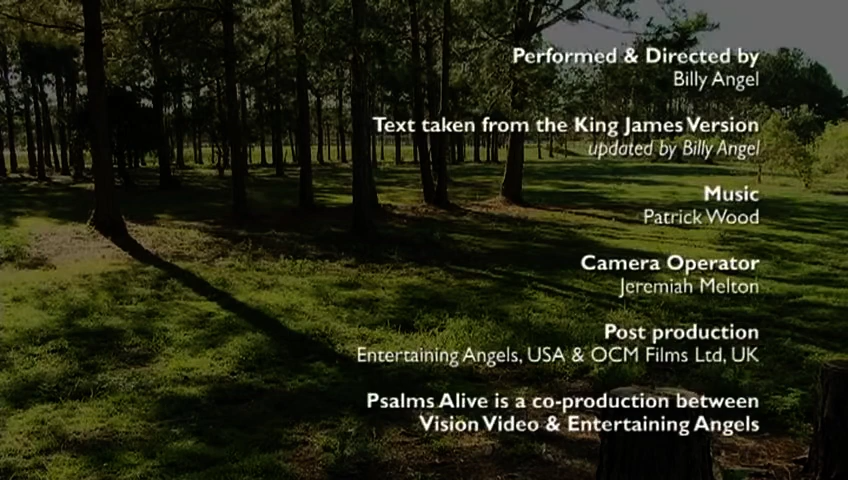 Performed & Directed by
Billy Angel
Text taken from the King James Version
updated by Billy Angel
Music
Patrick Wood
Camera Operator
Jeremiah Melton
Post production
Entertaining Angels, USA & OCM Films Ltd, UK
Psalms Alive is a co-production between
Vision Video & Entertaining Angels